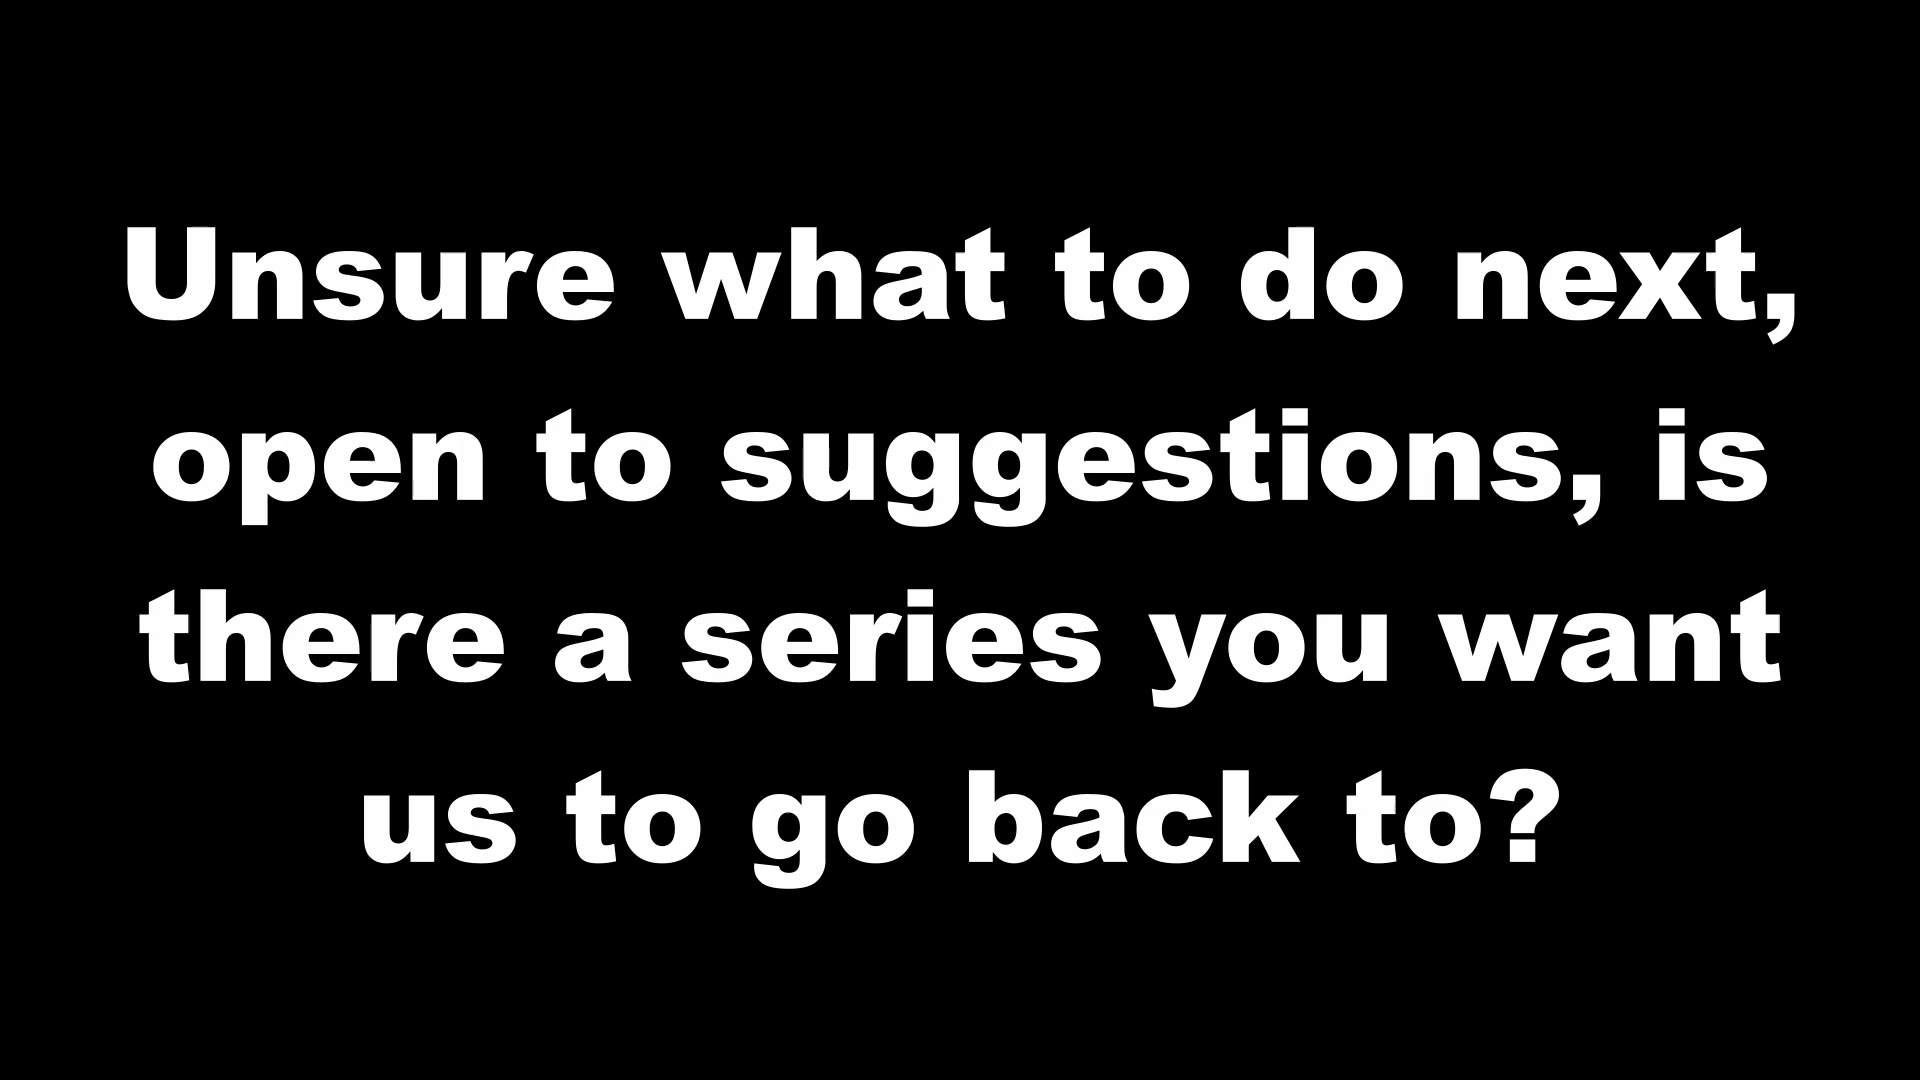 Unsure what to do next,
open to suggestions, is
there a series you want
us to go back to?